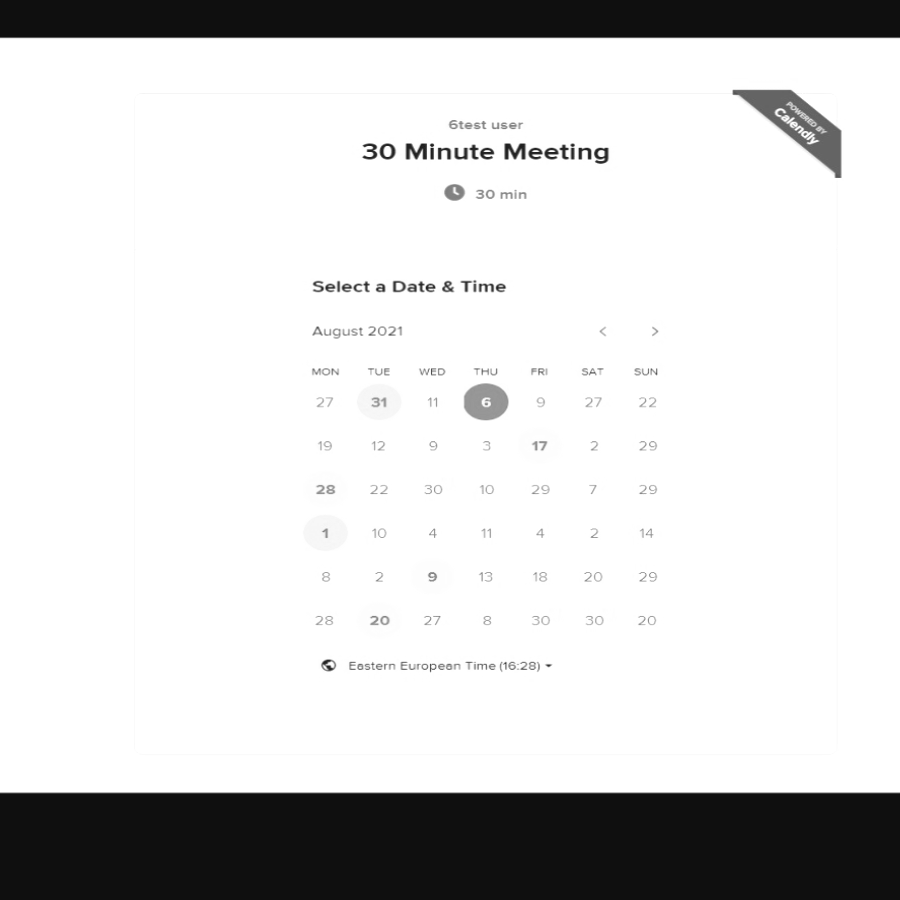 POWERED BY
Calendly
6test user
30 Minute Meeting
30 min
Select a Date & Time
August 2021
MON TUE WED THU FRI SAT SUN
27 31 11 6 9 27 22
19 12 9 3 17 2 29
28 22 30 10 29 7 29
1 10 4 11 4 2 14
8 2 9 13 18 20 29
28 20 27 8 30 30 20
Eastern European Time (16:28)